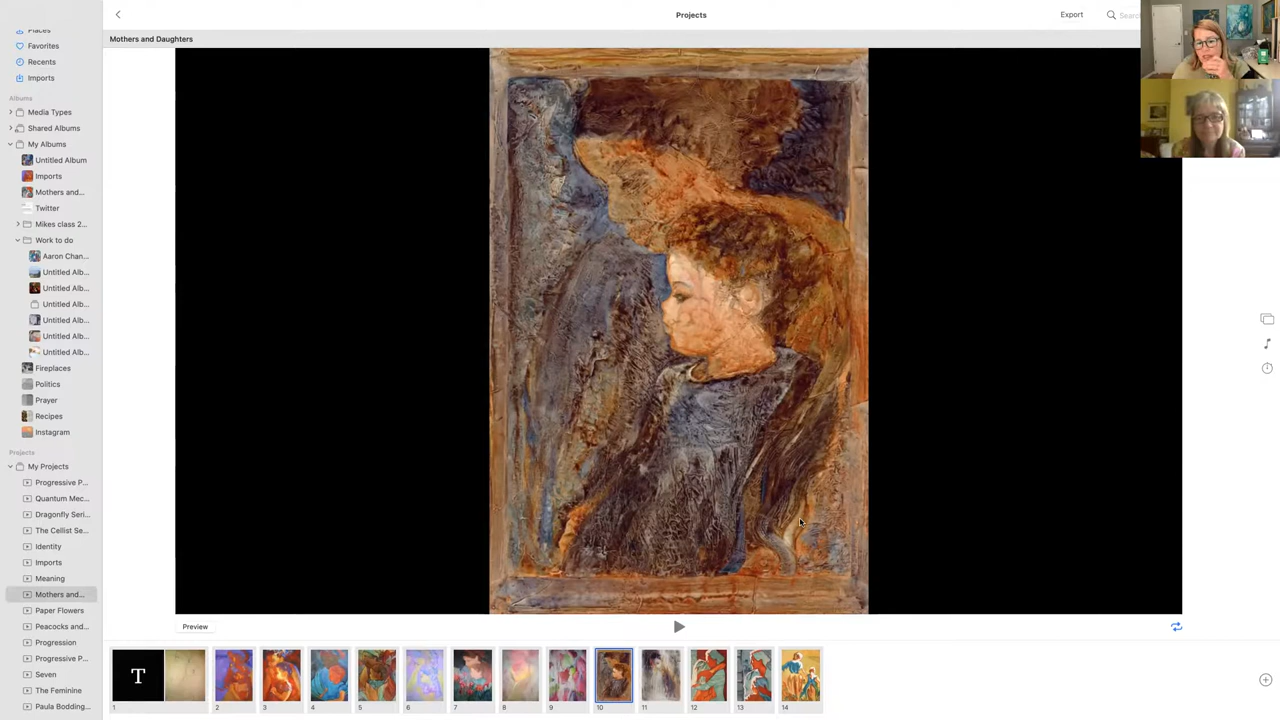 Projects
Export
Search
Mothers and Daughters
Places
Favorites
Recents
Imports
Albums
Media Types
Shared Albums
My Albums
Untitled Album
Imports
Mothers and...
Twitter
Mikes class 2...
Work to do
Aaron Chan...
Untitled Alb...
Untitled Alb...
Untitled Alb...
Untitled Alb...
Untitled Alb...
Untitled Alb...
Fireplaces
Politics
Prayer
Recipes
Instagram
Projects
My Projects
Progressive P...
Quantum Mec...
Dragonfly Seri...
The Cellist Se...
Identity
Imports
Meaning
Mothers and...
Paper Flowers
Peacocks and...
Progression
Progressive P...
Seven
The Feminine
Paula Bodding...
Preview
T
1
2
3
4
5
6
7
8
9
10
11
12
13
14